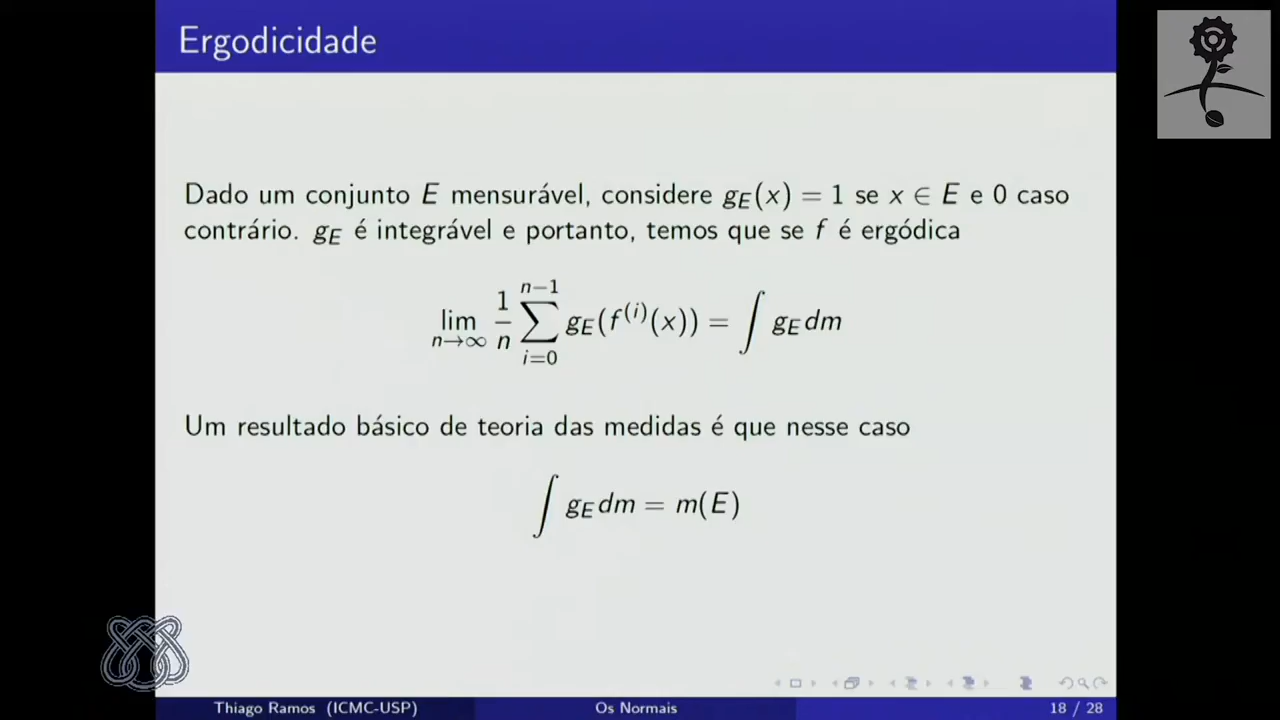 Ergodicidade
Dado um conjunto E mensurável, considere g_E(x) = 1 se x ∈ E e 0 caso
contrário. g_E é integrável e portanto, temos que se f é ergódica
lim_{n→∞} 1/n ∑_{i=0}^{n−1} g_E(f^{(i)}(x)) = ∫ g_E dm
Um resultado básico de teoria das medidas é que nesse caso
∫ g_E dm = m(E)
Thiago Ramos (ICMC-USP) Os Normais 18 / 28